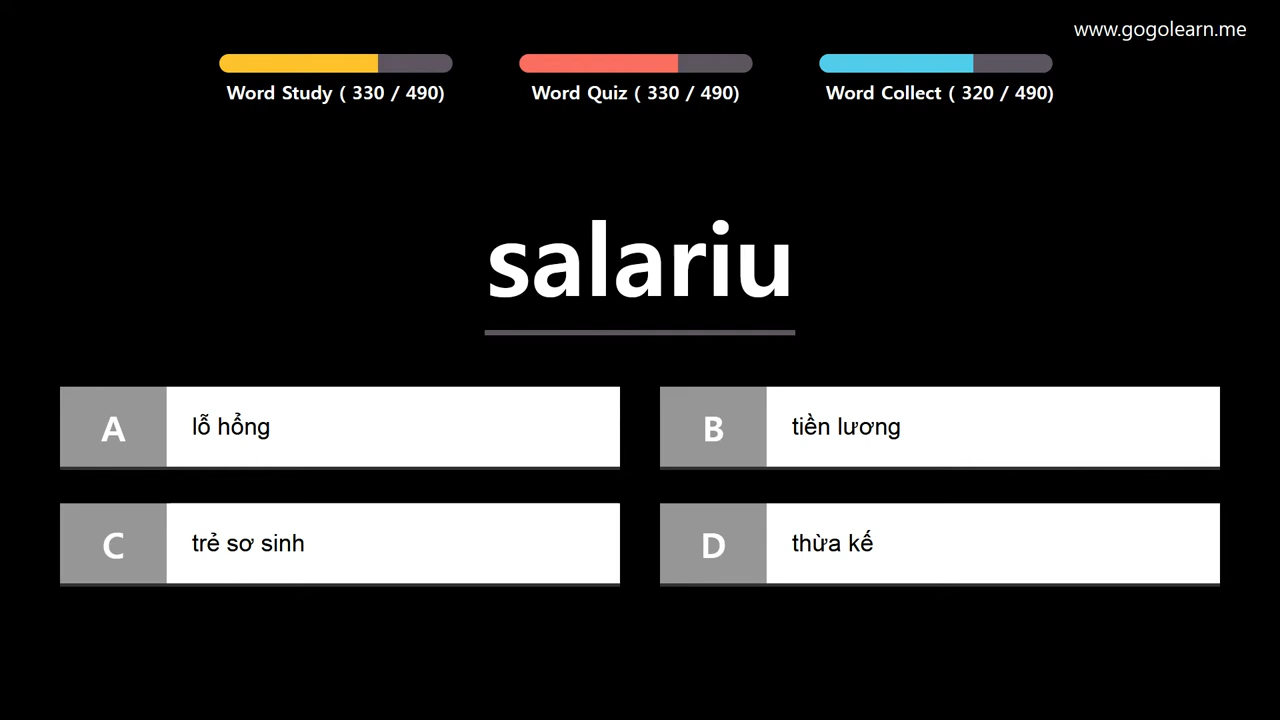 www.gogolearn.me
Word Study ( 330 / 490)
Word Quiz ( 330 / 490)
Word Collect ( 320 / 490)
salariu
A
lỗ hổng
B
tiền lương
C
trẻ sơ sinh
D
thừa kế